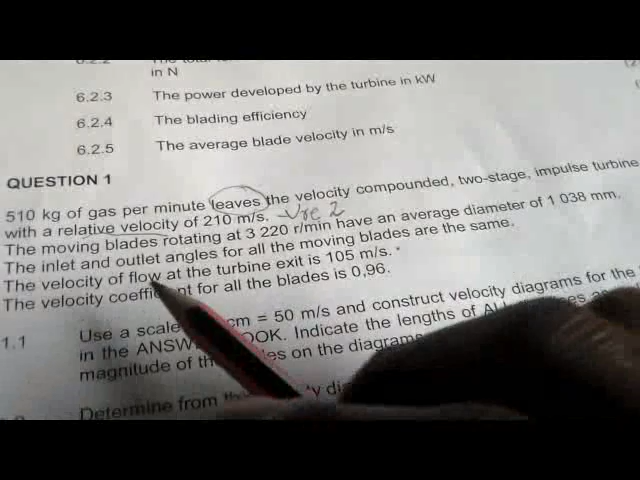 6.2.2 The total
in N
6.2.3 The power developed by the turbine in kW
6.2.4 The blading efficiency
6.2.5 The average blade velocity in m/s
QUESTION 1
510 kg of gas per minute leaves the velocity compounded, two-stage, impulse turbine
with a relative velocity of 210 m/s. Vre 2
The moving blades rotating at 3 220 r/min have an average diameter of 1 038 mm.
The inlet and outlet angles for all the moving blades are the same.
The velocity of flow at the turbine exit is 105 m/s.
The velocity coefficient for all the blades is 0,96.
1.1 Use a scale cm = 50 m/s and construct velocity diagrams for the
in the ANSW OOK. Indicate the lengths of
magnitude of th es on the diagram
Determine from